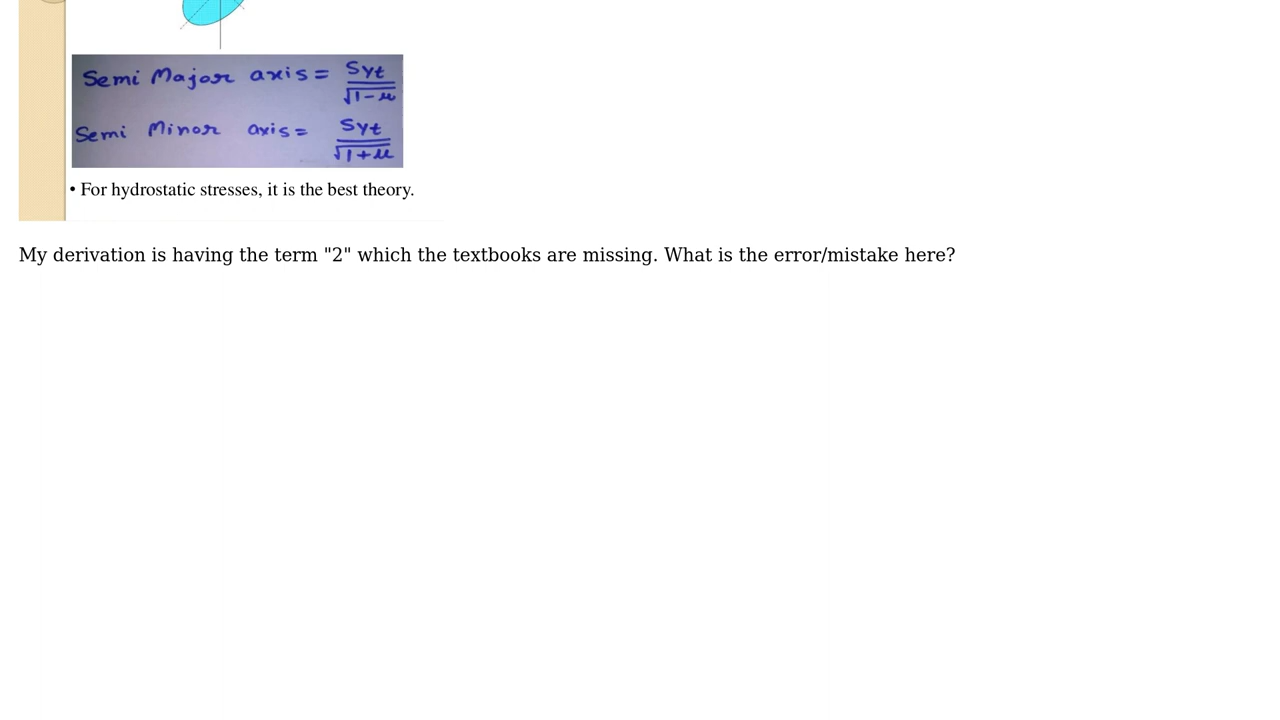 Semi Major axis = Syt / √1-μ
Semi Minor axis = Syt / √1+μ
• For hydrostatic stresses, it is the best theory.
My derivation is having the term "2" which the textbooks are missing. What is the error/mistake here?